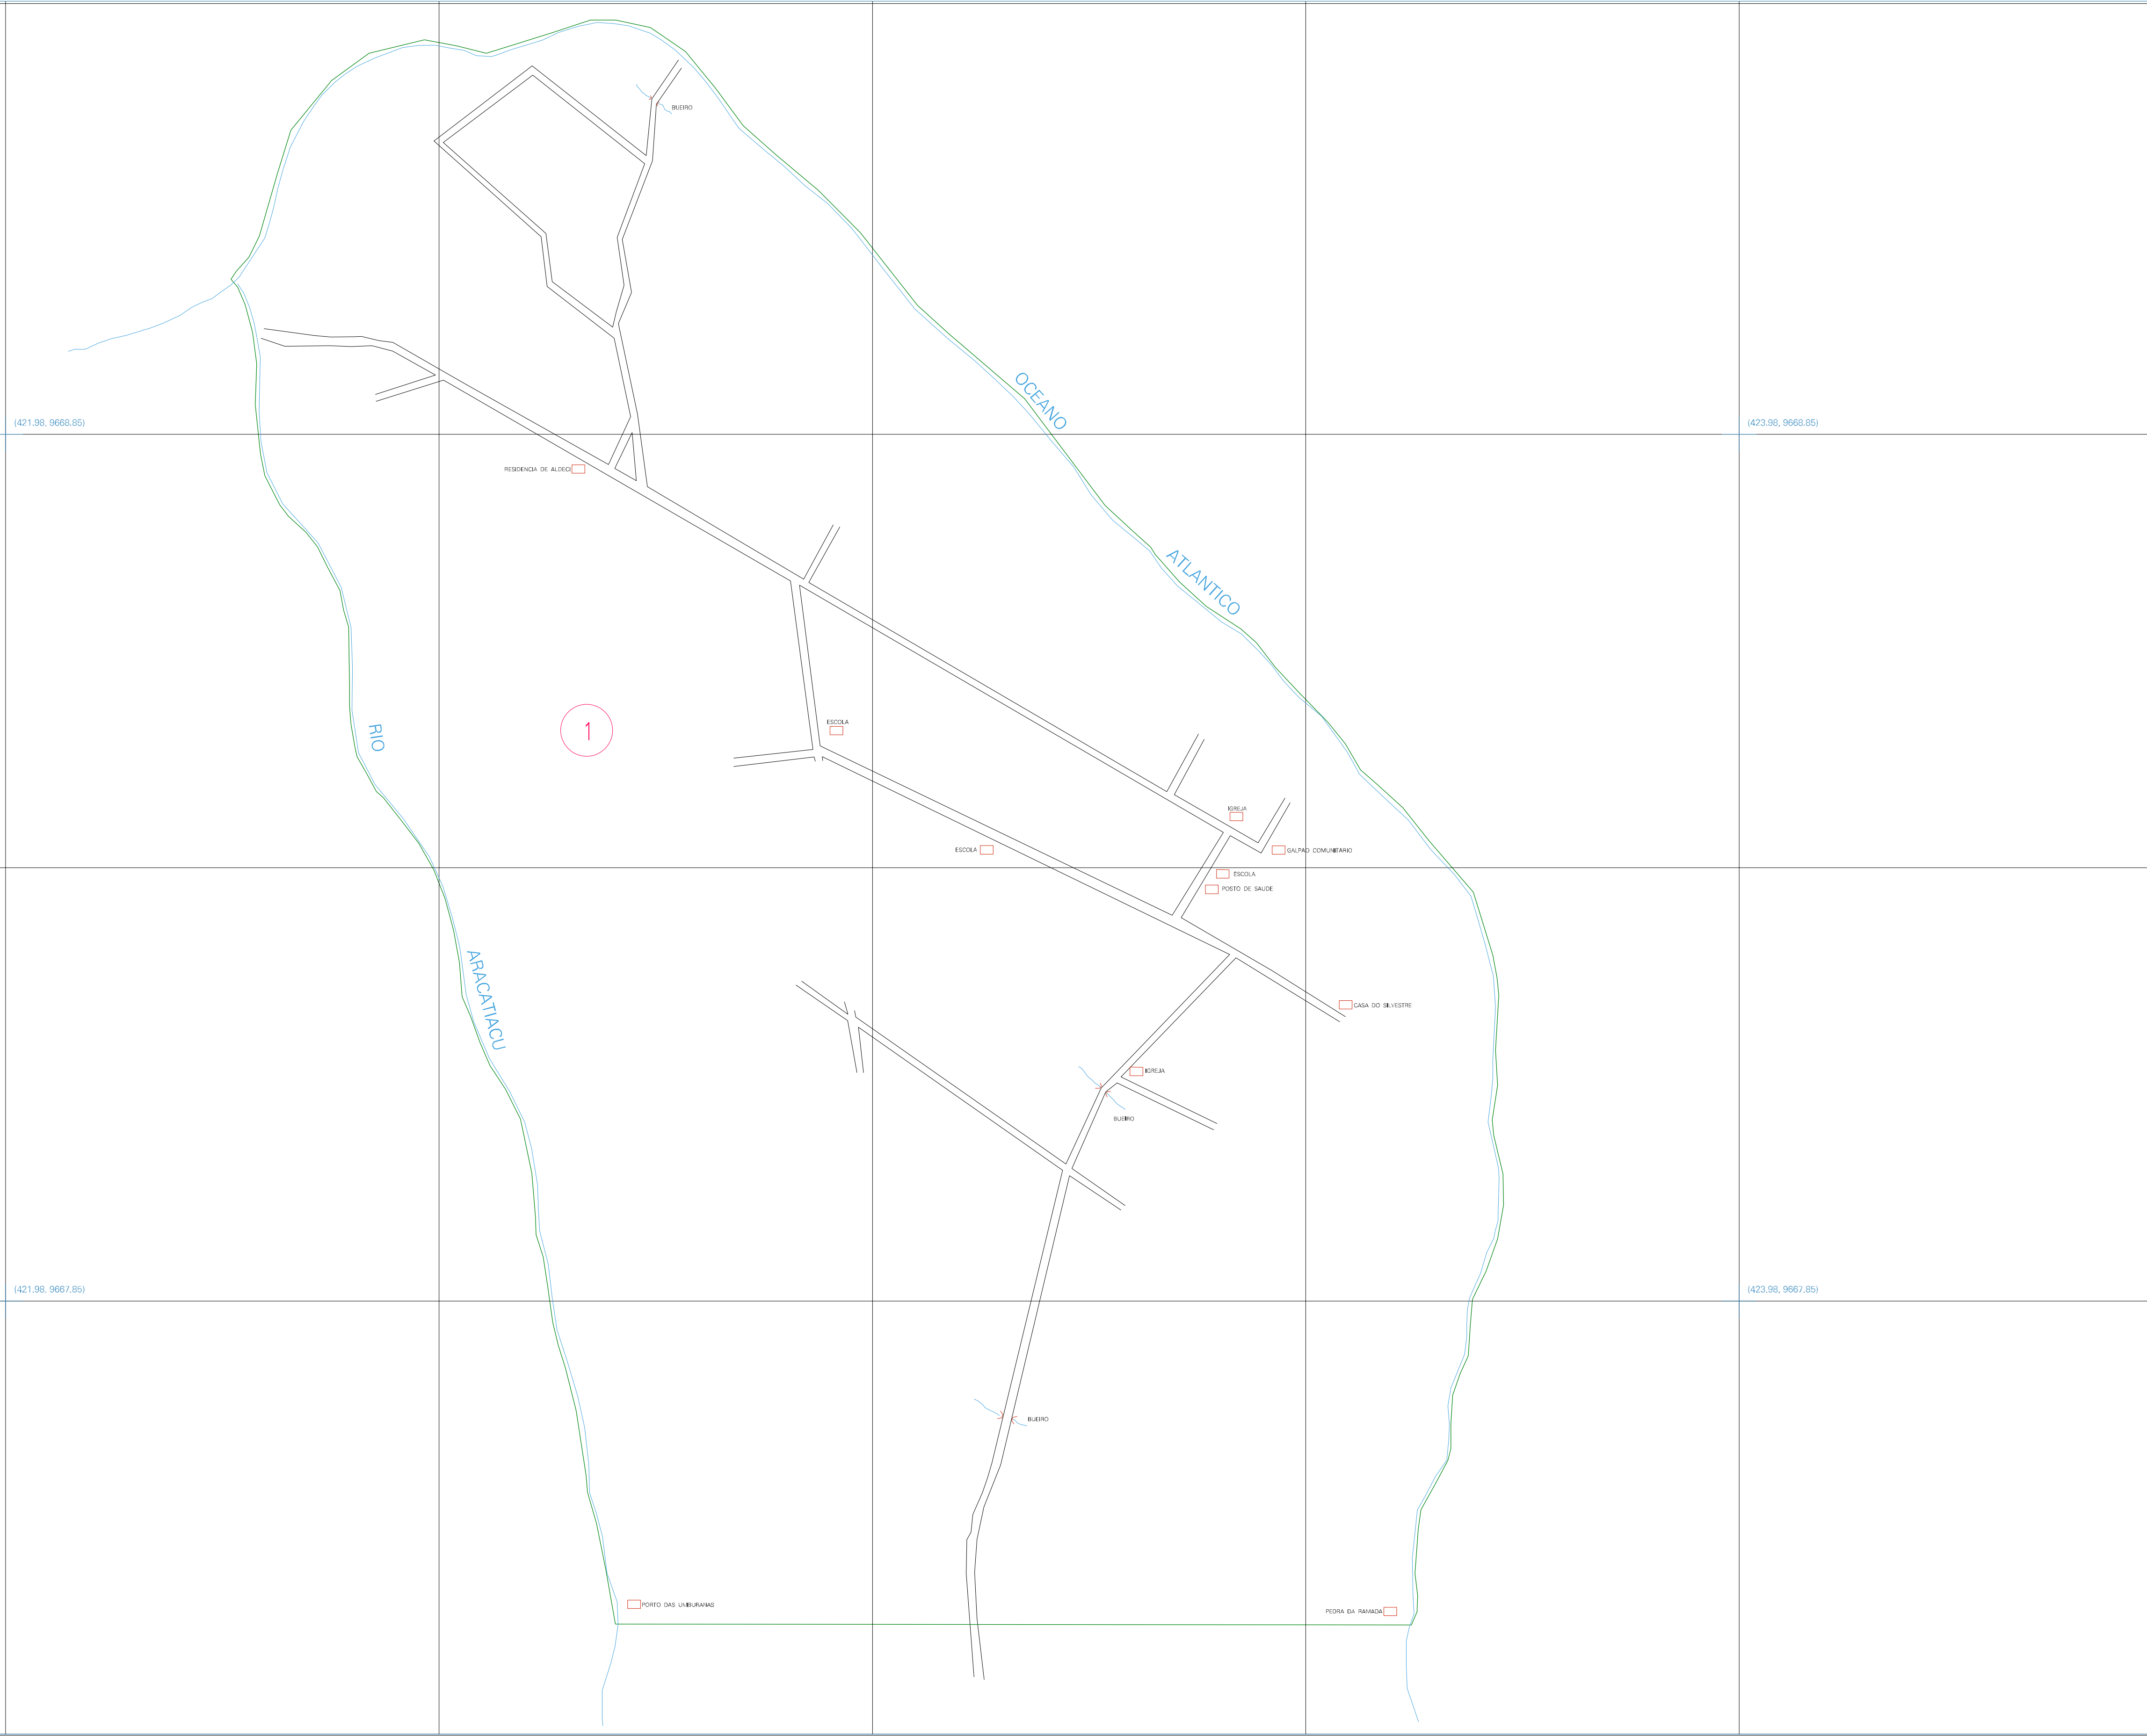 BUEIRO
OCEANO
(421.98, 9668.85)
(423.98, 9668.85)
RESIDENCIA DE ALDECI
ATLANTICO
RIO
1
ESCOLA
IGREJA
ESCOLA
GALPAO COMUNITARIO
ESCOLA
POSTO DE SAUDE
ARACATIACU
CASA DO SILVESTRE
IGREJA
BUEIRO
(421.98, 9667.85)
(423.98, 9667.85)
BUEIRO
PORTO DAS UMBURANAS
PEDRA DA RAMADA